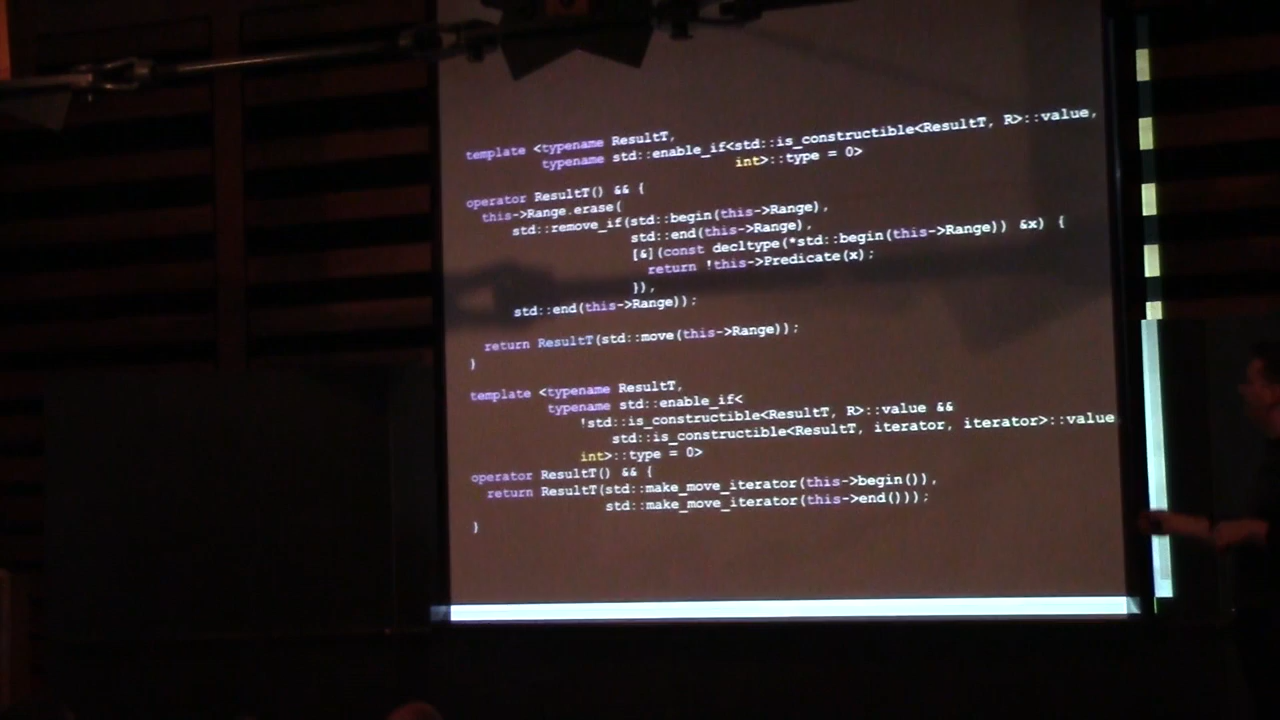 template <typename ResultT,
typename std::enable_if<std::is_constructible<ResultT, R>::value,
int>::type = 0>
operator ResultT() && {
this->Range.erase(
std::remove_if(std::begin(this->Range),
std::end(this->Range),
[&](const decltype(*std::begin(this->Range)) &x) {
return !this->Predicate(x);
}),
std::end(this->Range));
return ResultT(std::move(this->Range));
}
template <typename ResultT,
typename std::enable_if<
!std::is_constructible<ResultT, R>::value &&
std::is_constructible<ResultT, iterator, iterator>::value
int>::type = 0>
operator ResultT() && {
return ResultT(std::make_move_iterator(this->begin()),
std::make_move_iterator(this->end()));
}